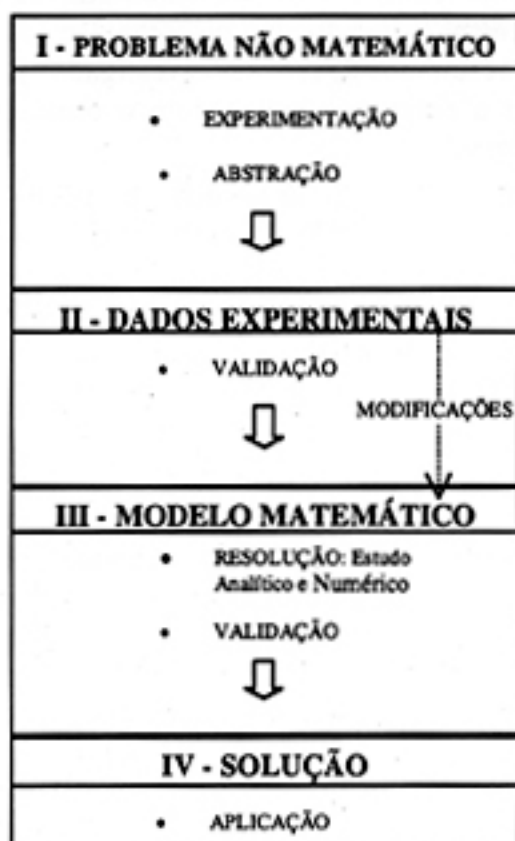 I - PROBLEMA NÃO MATEMÁTICO
• EXPERIMENTAÇÃO
• ABSTRAÇÃO
II - DADOS EXPERIMENTAIS
• VALIDAÇÃO
MODIFICAÇÕES
III - MODELO MATEMÁTICO
• RESOLUÇÃO: Estudo
Analítico e Numérico
• VALIDAÇÃO
IV - SOLUÇÃO
• APLICAÇÃO